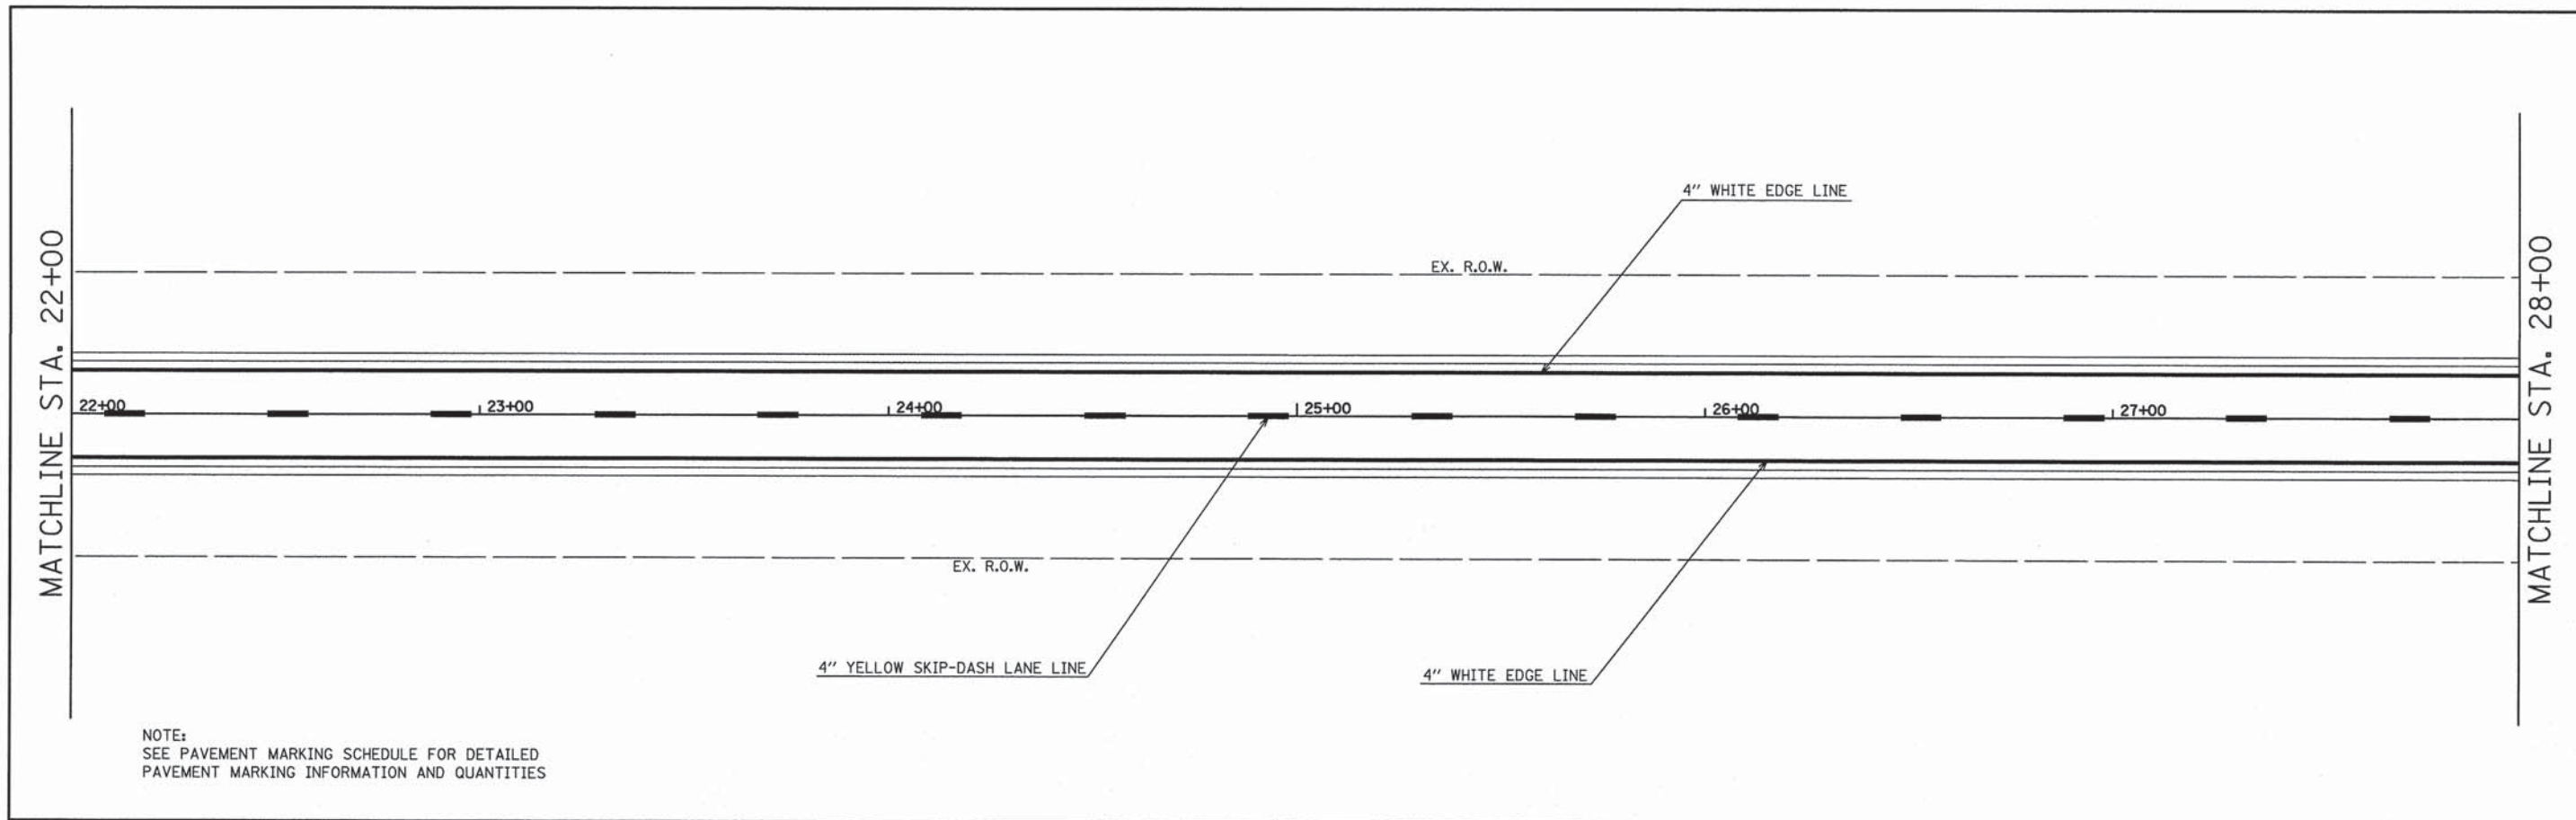 4" WHITE EDGE LINE
MATCHLINE STA. 22+00
MATCHLINE STA. 28+00
EX. R.O.W.
22+00
23+00
24+00
25+00
26+00
27+00
EX. R.O.W.
4" YELLOW SKIP-DASH LANE LINE
4" WHITE EDGE LINE
NOTE:
SEE PAVEMENT MARKING SCHEDULE FOR DETAILED
PAVEMENT MARKING INFORMATION AND QUANTITIES